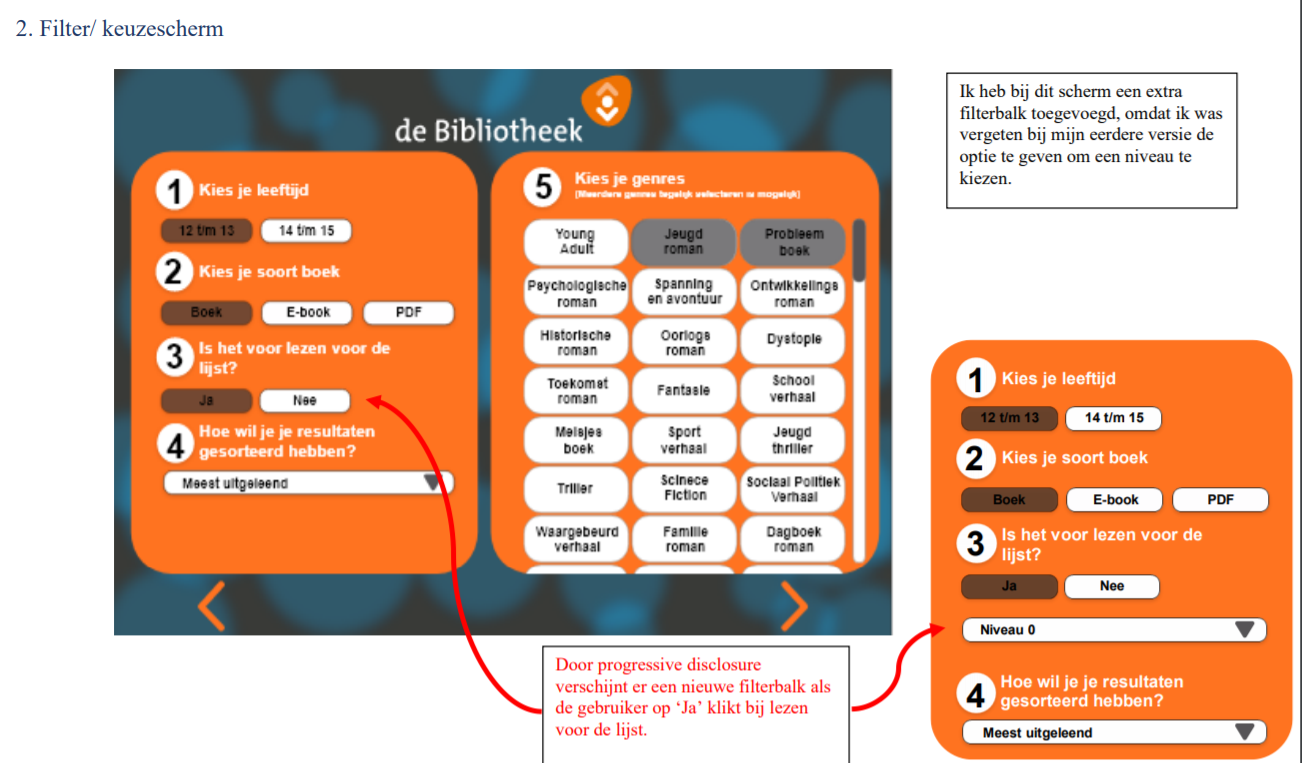 2. Filter/ keuzescherm
de Bibliotheek
1 Kies je leeftijd
12 t/m 13 14 t/m 15
2 Kies je soort boek
Boek E-book PDF
3 Is het voor lezen voor de
lijst?
Ja Nee
4 Hoe wil je je resultaten
gesorteerd hebben?
Meest uitgeleend
5 Kies je genres
(Meerdere genres tegelijk selecteren is mogelijk)
Young
Adult
Jeugd
roman
Probleem
boek
Psychologische
roman
Spanning
en avontuur
Ontwikkelings
roman
Historische
roman
Oorlogs
roman
Dystopie
Toekomst
roman
Fantasie
School
verhaal
Meisjes
boek
Sport
verhaal
Jeugd
thriller
Triller
Scinece
Fiction
Sociaal Politiek
Verhaal
Waargebeurd
verhaal
Familie
roman
Dagboek
roman
Ik heb bij dit scherm een extra
filterbalk toegevoegd, omdat ik was
vergeten bij mijn eerdere versie de
optie te geven om een niveau te
kiezen.
1 Kies je leeftijd
12 t/m 13 14 t/m 15
2 Kies je soort boek
Boek E-book PDF
3 Is het voor lezen voor de
lijst?
Ja Nee
Niveau 0
4 Hoe wil je je resultaten
gesorteerd hebben?
Meest uitgeleend
Door progressive disclosure
verschijnt er een nieuwe filterbalk als
de gebruiker op ‘Ja’ klikt bij lezen
voor de lijst.